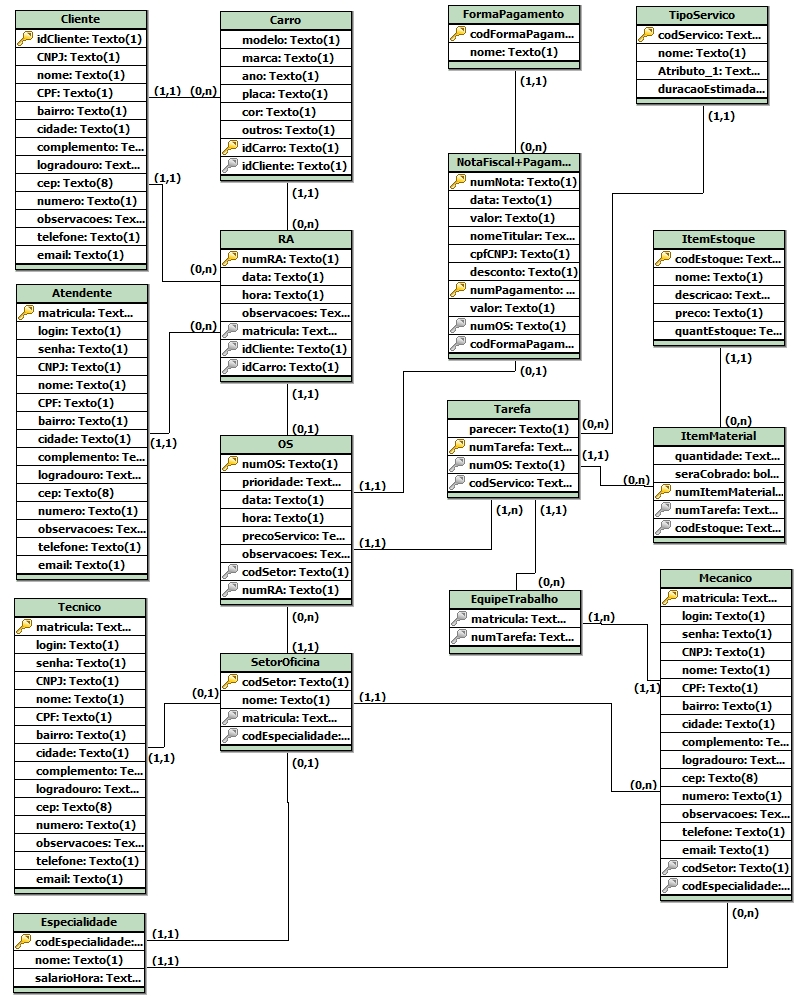 Cliente
idCliente: Texto(1)
CNPJ: Texto(1)
nome: Texto(1)
CPF: Texto(1)
bairro: Texto(1)
cidade: Texto(1)
complemento: Te...
logradouro: Text...
cep: Texto(8)
numero: Texto(1)
observacoes: Tex...
telefone: Texto(1)
email: Texto(1)
(1,1)
(0,n)
(1,1)
(0,n)
Carro
modelo: Texto(1)
marca: Texto(1)
ano: Texto(1)
placa: Texto(1)
cor: Texto(1)
outros: Texto(1)
idCarro: Texto(1)
idCliente: Texto(1)
(1,1)
(0,n)
FormaPagamento
codFormaPagam...
nome: Texto(1)
(1,1)
(0,n)
TipoServico
codServico: Text...
nome: Texto(1)
Atributo_1: Text...
duracaoEstimada...
(1,1)
NotaFiscal+Pagam...
numNota: Texto(1)
data: Texto(1)
valor: Texto(1)
nomeTitular: Tex...
cpfCNPJ: Texto(1)
desconto: Texto(1)
numPagamento: ...
valor: Texto(1)
numOS: Texto(1)
codFormaPagam...
(0,1)
RA
numRA: Texto(1)
data: Texto(1)
hora: Texto(1)
observacoes: Tex...
matricula: Text...
idCliente: Texto(1)
idCarro: Texto(1)
(1,1)
(0,1)
ItemEstoque
codEstoque: Text...
nome: Texto(1)
descricao: Text...
preco: Texto(1)
quantEstoque: Te...
(1,1)
(0,n)
Atendente
matricula: Text...
login: Texto(1)
senha: Texto(1)
CNPJ: Texto(1)
nome: Texto(1)
CPF: Texto(1)
bairro: Texto(1)
cidade: Texto(1)
complemento: Te...
logradouro: Text...
cep: Texto(8)
numero: Texto(1)
observacoes: Tex...
telefone: Texto(1)
email: Texto(1)
(0,n)
(1,1)
OS
numOS: Texto(1)
prioridade: Text...
data: Texto(1)
hora: Texto(1)
precoServico: Te...
observacoes: Tex...
codSetor: Texto(1)
numRA: Texto(1)
(1,1)
(1,1)
(0,n)
(1,1)
Tarefa
parecer: Texto(1)
numTarefa: Text...
numOS: Texto(1)
codServico: Text...
(0,n)
(1,1)
(0,n)
(1,n)
(1,1)
(0,n)
ItemMaterial
quantidade: Text...
seraCobrado: bol...
numItemMaterial...
numTarefa: Text...
codEstoque: Text...
EquipeTrabalho
matricula: Text...
numTarefa: Text...
(1,n)
(1,1)
Mecanico
matricula: Text...
login: Texto(1)
senha: Texto(1)
CNPJ: Texto(1)
nome: Texto(1)
CPF: Texto(1)
bairro: Texto(1)
cidade: Texto(1)
complemento: Te...
logradouro: Text...
cep: Texto(8)
numero: Texto(1)
observacoes: Tex...
telefone: Texto(1)
email: Texto(1)
codSetor: Texto(1)
codEspecialidade:...
(0,n)
(0,n)
Tecnico
matricula: Text...
login: Texto(1)
senha: Texto(1)
CNPJ: Texto(1)
nome: Texto(1)
CPF: Texto(1)
bairro: Texto(1)
cidade: Texto(1)
complemento: Te...
logradouro: Text...
cep: Texto(8)
numero: Texto(1)
observacoes: Tex...
telefone: Texto(1)
email: Texto(1)
(0,1)
(1,1)
SetorOficina
codSetor: Texto(1)
nome: Texto(1)
matricula: Text...
codEspecialidade:...
(1,1)
(0,1)
Especialidade
codEspecialidade:...
nome: Texto(1)
salarioHora: Text...
(1,1)
(1,1)